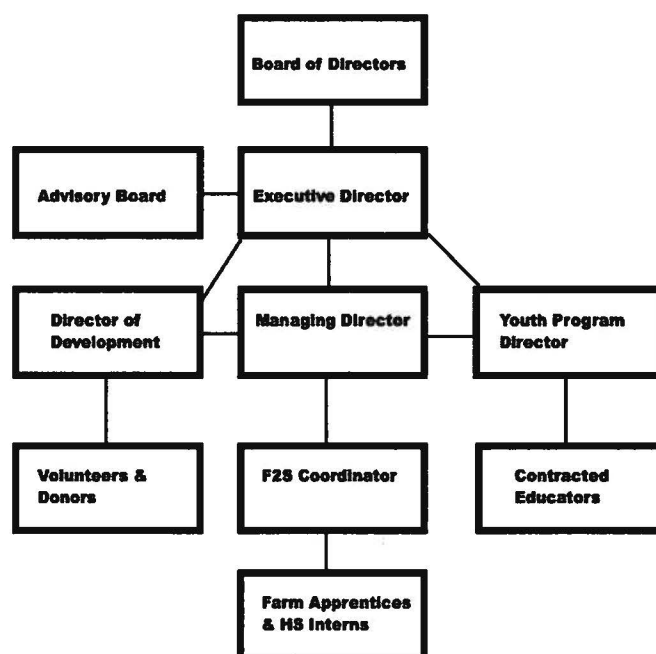 Board of Directors
Advisory Board
Executive Director
Director of
Development
Managing Director
Youth Program
Director
Volunteers &
Donors
F2S Coordinator
Contracted
Educators
Farm Apprentices
& HS Interns